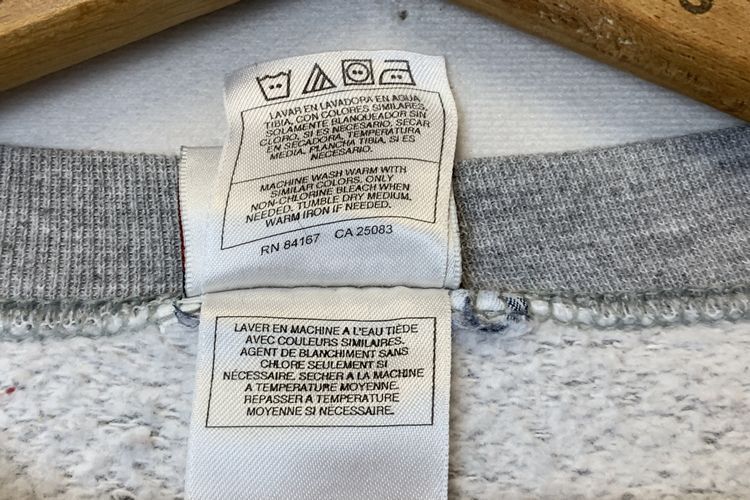 LAVAR EN LAVADORA EN AGUA
TIBIA, CON COLORES SIMILARES,
SOLAMENTE BLANQUEADOR SIN
CLORO, SI ES NECESARIO, SECAR
EN SECADORA, TEMPERATURA
MEDIA. PLANCHA TIBIA, SI ES
NECESARIO.
MACHINE WASH WARM WITH
SIMILAR COLORS. ONLY
NON-CHLORINE BLEACH WHEN
NEEDED. TUMBLE DRY MEDIUM.
WARM IRON IF NEEDED.
RN 84167 CA 25083
LAVER EN MACHINE A L'EAU TIÈDE
AVEC COULEURS SIMILAIRES.
AGENT DE BLANCHIMENT SANS
CHLORE SEULEMENT SI
NÉCESSAIRE. SECHER A LA MACHINE
A TEMPERATURE MOYENNE.
REPASSER A TEMPERATURE
MOYENNE SI NÉCESSAIRE.